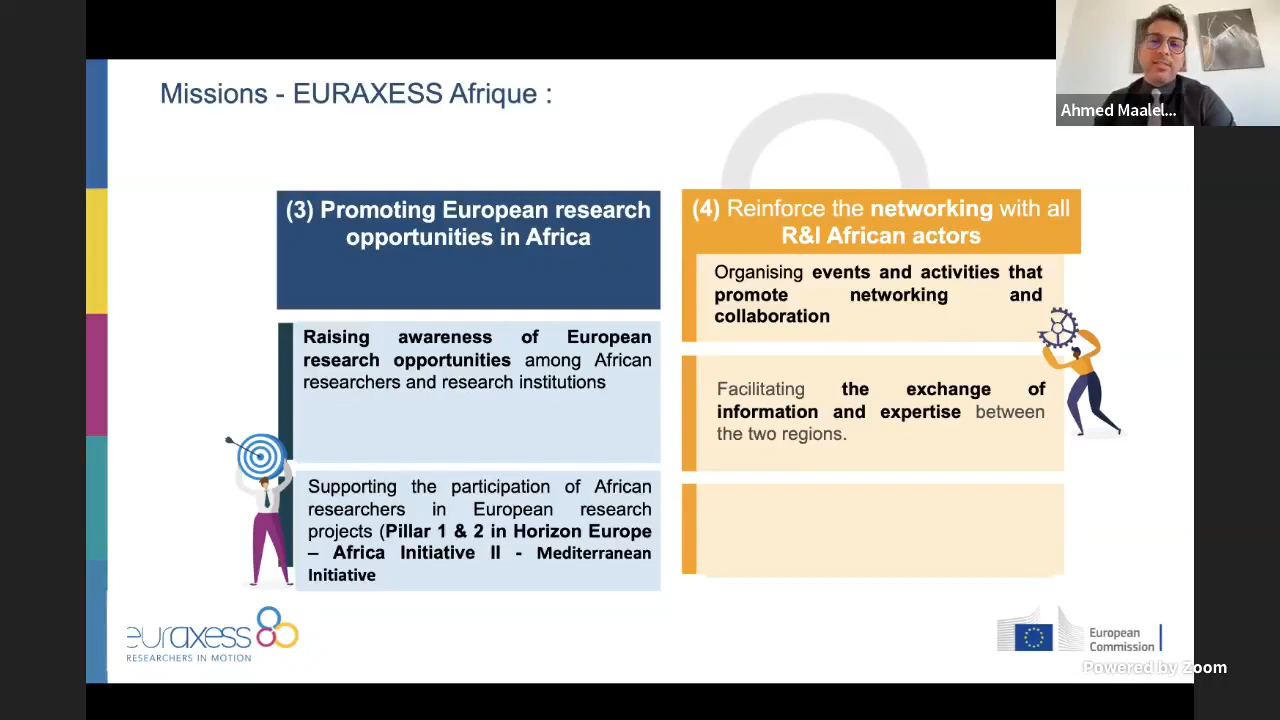 Missions - EURAXESS Afrique :
Ahmed Maalel...
(3) Promoting European research
opportunities in Africa
Raising awareness of European
research opportunities among African
researchers and research institutions
Supporting the participation of African
researchers in European research
projects (Pillar 1 & 2 in Horizon Europe
– Africa Initiative II - Mediterranean
Initiative
(4) Reinforce the networking with all
R&I African actors
Organising events and activities that
promote networking and
collaboration
Facilitating the exchange of
information and expertise between
the two regions.
euraxess
RESEARCHERS IN MOTION
European
Commission
Powered by Zoom